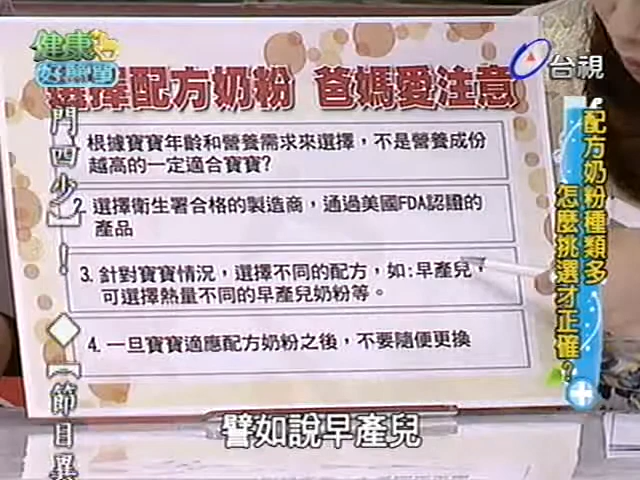 健康
好簡單
台視
選擇配方奶粉 爸媽愛注意
根據寶寶年齡和營養需求來選擇，不是營養成份
越高的一定適合寶寶？
2. 選擇衛生署合格的製造商，通過美國FDA認證的
產品
3. 針對寶寶情況，選擇不同的配方，如：早產兒，
可選擇熱量不同的早產兒奶粉等。
4. 一旦寶寶適應配方奶粉之後，不要隨便更換
配方奶粉種類多
怎麼挑選才正確？
門四少」！◆【節目異
譬如說早產兒